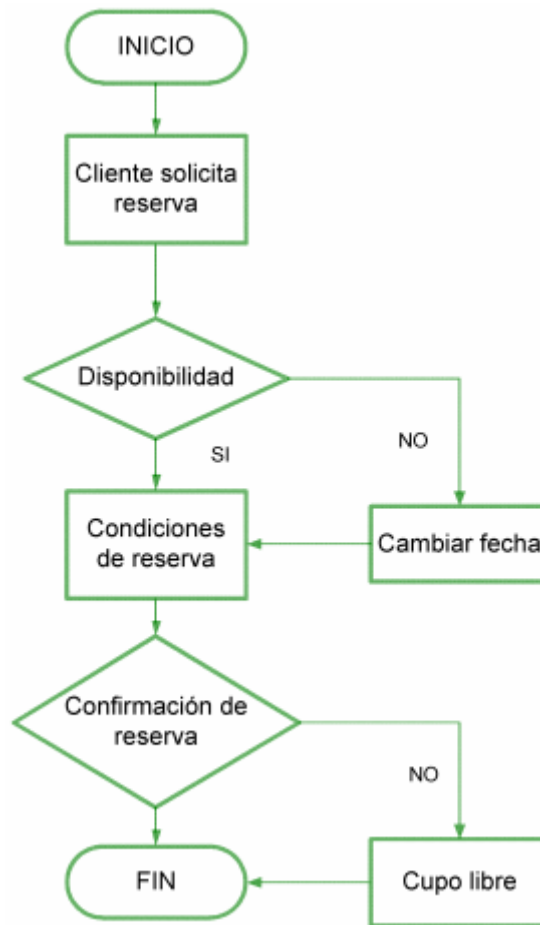 INICIO
Cliente solicita
reserva
Disponibilidad
SI
NO
Condiciones
de reserva
Cambiar fecha
Confirmación de
reserva
NO
FIN
Cupo libre